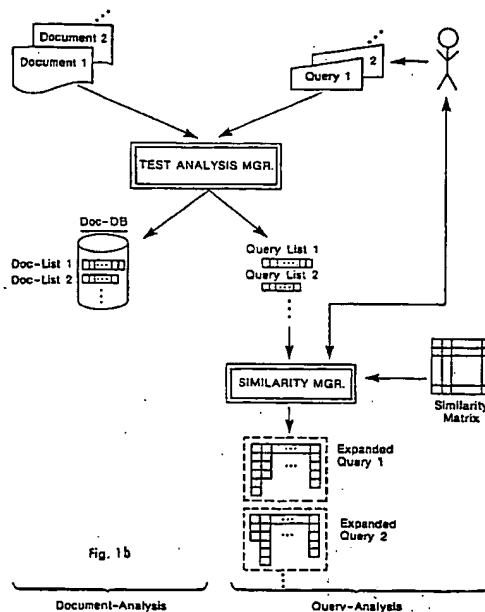 Document 2
Document 1
2
Query 1
TEST ANALYSIS MGR.
Doc-DB
Doc-List 1
Doc-List 2
Query List 1
Query List 2
SIMILARITY MGR.
Similarity
Matrix
Expanded
Query 1
Expanded
Query 2
Fig. 1b
Document-Analysis
Query-Analysis